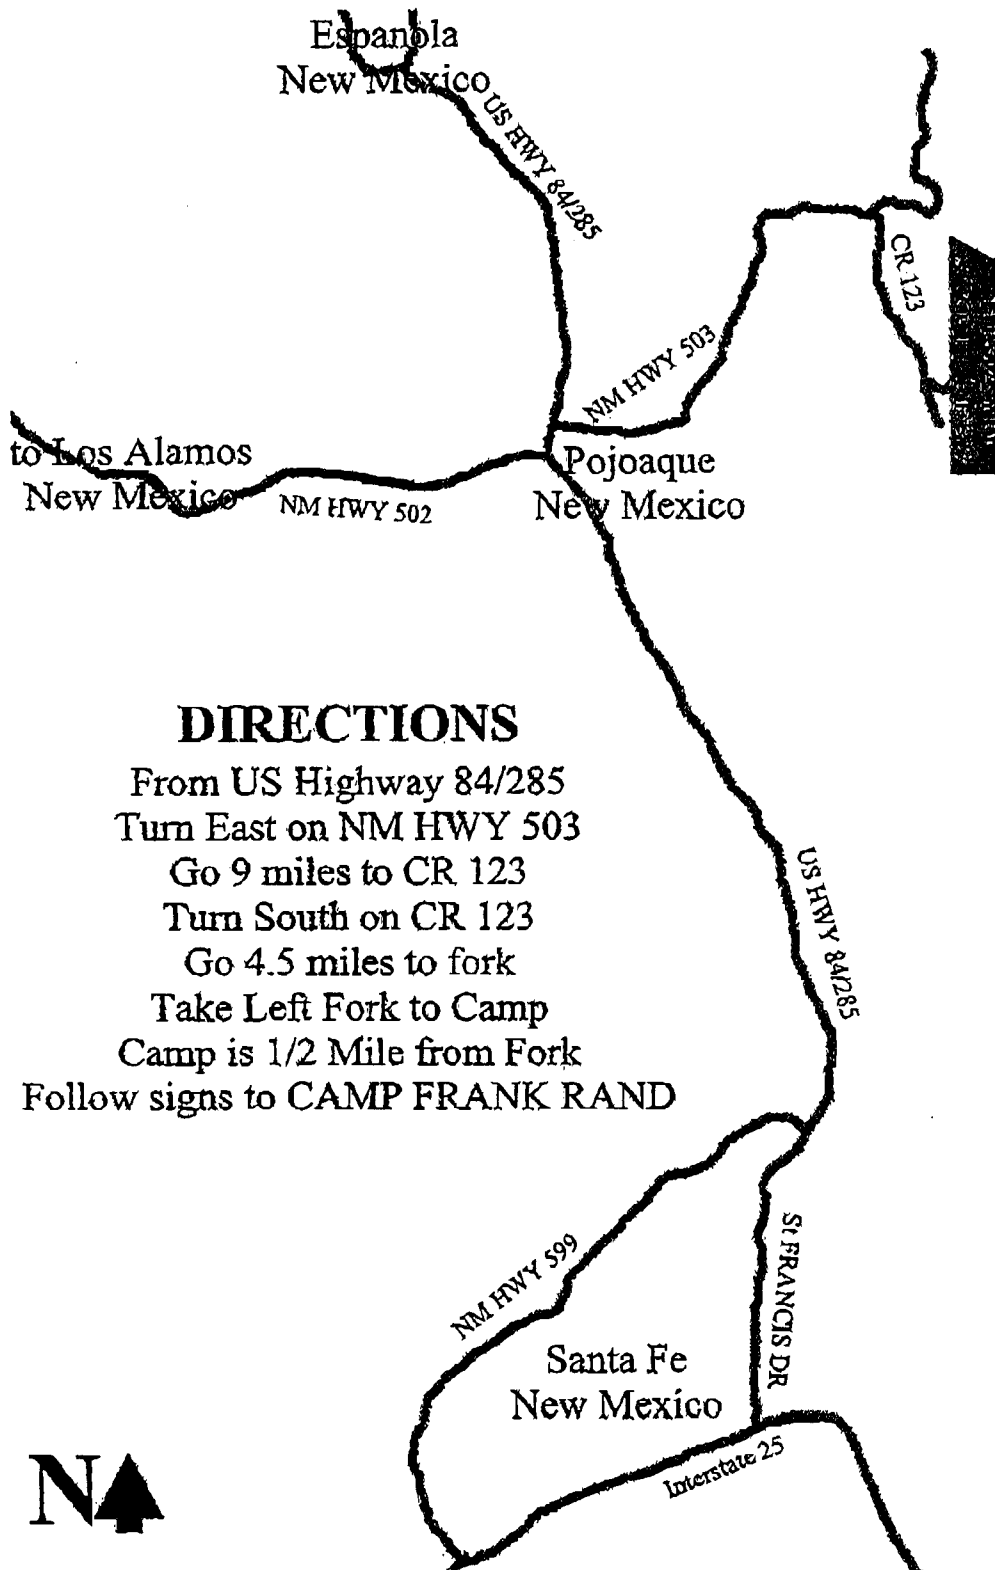 Espanola
New Mexico
US HWY 84/285
CR 123
NM HWY 503
to Los Alamos
New Mexico
NM HWY 502
Pojoaque
New Mexico
DIRECTIONS
From US Highway 84/285
Turn East on NM HWY 503
Go 9 miles to CR 123
Turn South on CR 123
Go 4.5 miles to fork
Take Left Fork to Camp
Camp is 1/2 Mile from Fork
Follow signs to CAMP FRANK RAND
US HWY 84/285
St FRANCIS DR
NM HWY 599
Santa Fe
New Mexico
Interstate 25
N